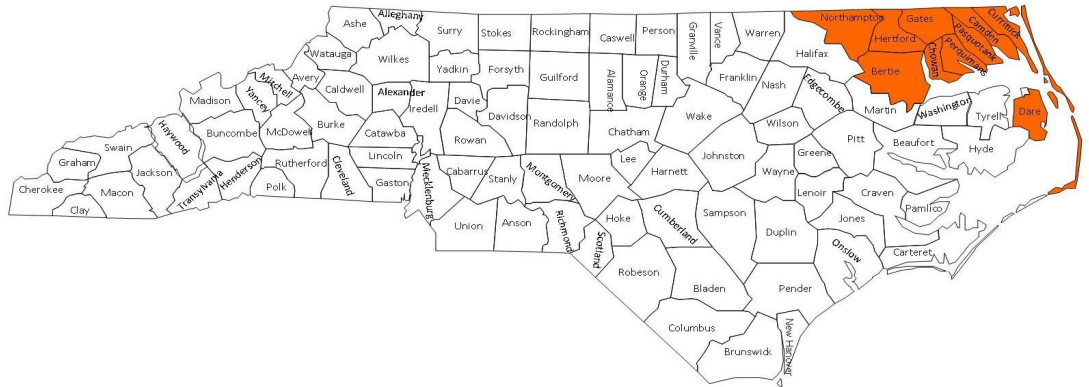 Ashe
Alleghany
Surry
Stokes
Rockingham
Caswell
Person
Granville
Vance
Warren
Northampton
Gates
Currituck
Camden
Pasquotank
Perquimans
Hertford
Chowan
Halifax
Bertie
Watauga
Wilkes
Yadkin
Forsyth
Guilford
Alamance
Orange
Durham
Franklin
Nash
Edgecombe
Martin
Washington
Tyrell
Dare
Mitchell
Avery
Yancey
Caldwell
Alexander
Iredell
Davie
Davidson
Randolph
Chatham
Wake
Wilson
Pitt
Beaufort
Hyde
Madison
Haywood
Buncombe
McDowell
Burke
Catawba
Rowan
Swain
Graham
Jackson
Rutherford
Cleveland
Lincoln
Gaston
Mecklenburg
Cabarrus
Stanly
Montgomery
Moore
Lee
Harnett
Johnston
Wayne
Greene
Lenoir
Craven
Pamlico
Cherokee
Macon
Clay
Transylvania
Henderson
Polk
Union
Anson
Richmond
Scotland
Hoke
Cumberland
Sampson
Duplin
Jones
Onslow
Carteret
Robeson
Bladen
Pender
Columbus
Brunswick
New Hanover